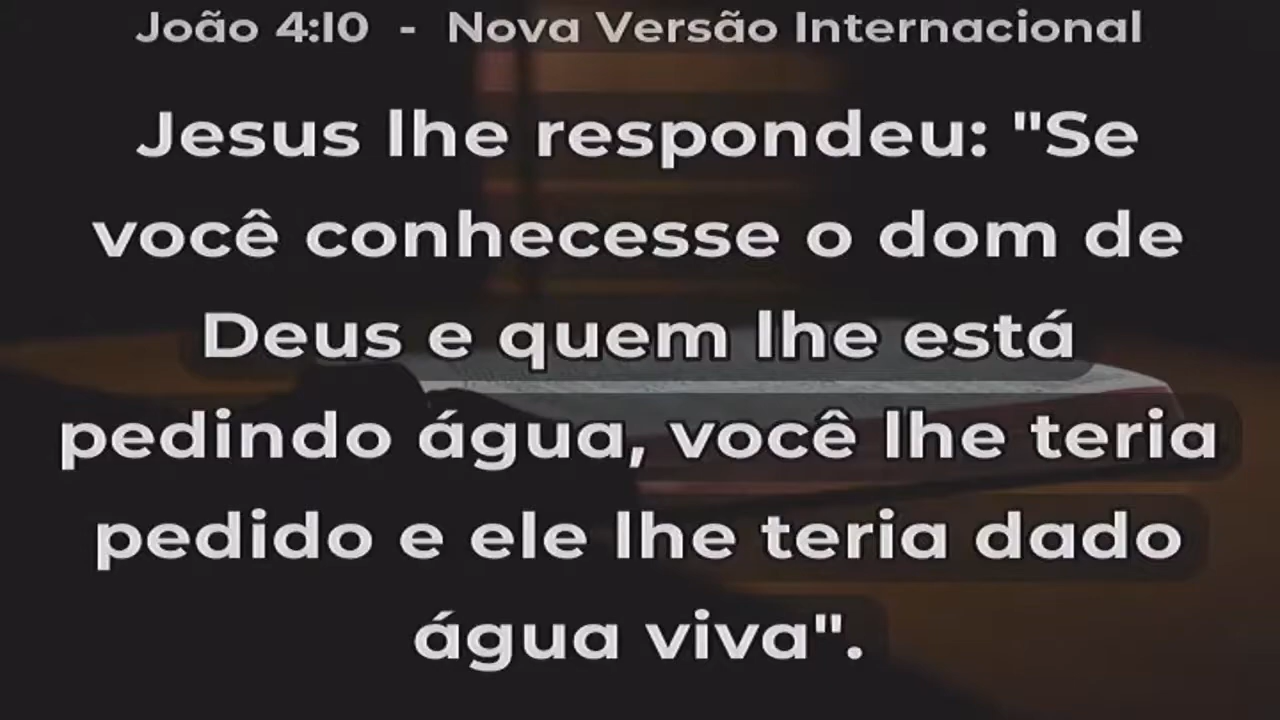 João 4:10 - Nova Versão Internacional
Jesus lhe respondeu: "Se
você conhecesse o dom de
Deus e quem lhe está
pedindo água, você lhe teria
pedido e ele lhe teria dado
água viva".